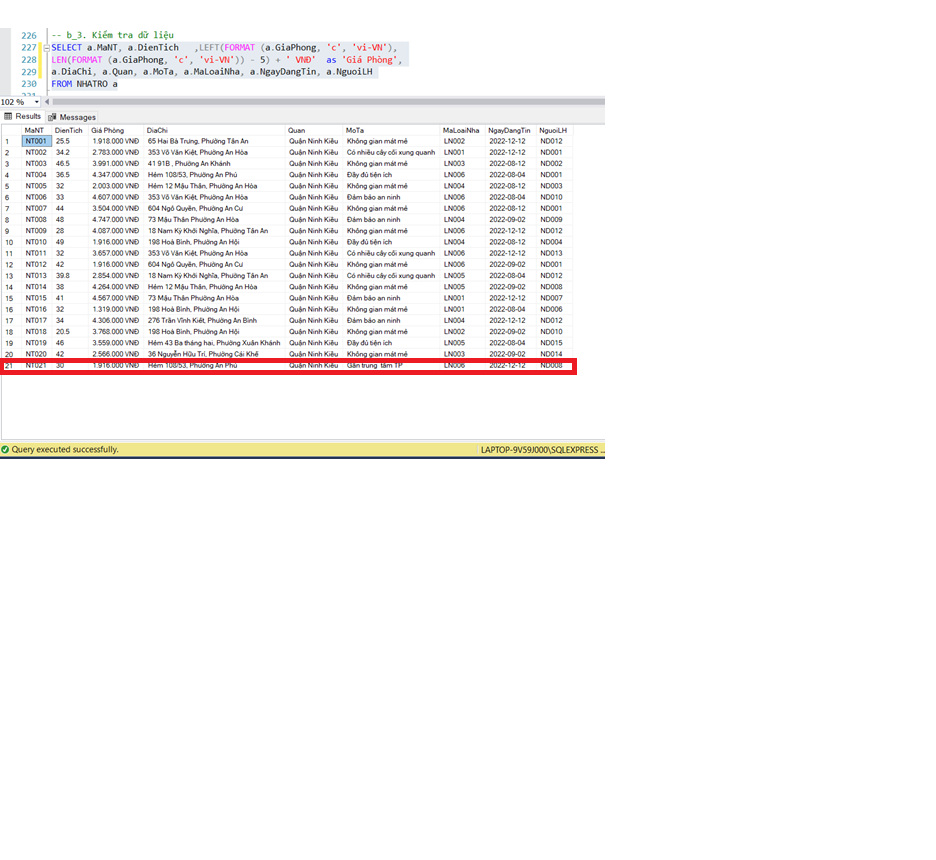 226 -- b_3. Kiểm tra dữ liệu
227 SELECT a.MaNT, a.DienTich ,LEFT(FORMAT (a.GiaPhong, 'c', 'vi-VN'),
228 LEN(FORMAT (a.GiaPhong, 'c', 'vi-VN')) - 5) + ' VNĐ' as 'Giá Phòng',
229 a.DiaChi, a.Quan, a.MoTa, a.MaLoaiNha, a.NgayDangTin, a.NguoiLH
230 FROM NHATRO a
102 %
Results Messages
MaNT DienTich Giá Phòng DiaChi Quan MoTa MaLoaiNha NgayDangTin NguoiLH
1 NT001 25.5 1.918.000 VNĐ 65 Hai Bà Trưng, Phường Tân An Quận Ninh Kiều Không gian mát mẻ LN002 2022-12-12 ND012
2 NT002 34.2 2.783.000 VNĐ 353 Võ Văn Kiệt, Phường An Hòa Quận Ninh Kiều Có nhiều cây cối xung quanh LN001 2022-12-12 ND001
3 NT003 46.5 3.991.000 VNĐ 41 91B , Phường An Khánh Quận Ninh Kiều Không gian mát mẻ LN003 2022-08-12 ND002
4 NT004 36.5 4.347.000 VNĐ Hẻm 108/53, Phường An Phú Quận Ninh Kiều Đầy đủ tiện ích LN006 2022-08-04 ND001
5 NT005 32 2.003.000 VNĐ Hẻm 12 Mậu Thân, Phường An Hòa Quận Ninh Kiều Không gian mát mẻ LN004 2022-08-12 ND003
6 NT006 33 4.607.000 VNĐ 353 Võ Văn Kiệt, Phường An Hòa Quận Ninh Kiều Đảm bảo an ninh LN006 2022-08-04 ND010
7 NT007 44 3.504.000 VNĐ 604 Ngô Quyền, Phường An Cư Quận Ninh Kiều Không gian mát mẻ LN006 2022-08-12 ND001
8 NT008 48 4.747.000 VNĐ 73 Mậu Thân Phường An Hòa Quận Ninh Kiều Đảm bảo an ninh LN004 2022-09-02 ND009
9 NT009 28 4.087.000 VNĐ 18 Nam Kỳ Khởi Nghĩa, Phường Tân An Quận Ninh Kiều Không gian mát mẻ LN006 2022-12-12 ND012
10 NT010 49 1.916.000 VNĐ 198 Hoà Bình, Phường An Hội Quận Ninh Kiều Đầy đủ tiện ích LN004 2022-08-12 ND004
11 NT011 32 3.657.000 VNĐ 353 Võ Văn Kiệt, Phường An Hòa Quận Ninh Kiều Có nhiều cây cối xung quanh LN006 2022-12-12 ND013
12 NT012 42 1.916.000 VNĐ 604 Ngô Quyền, Phường An Cư Quận Ninh Kiều Không gian mát mẻ LN006 2022-09-02 ND001
13 NT013 39.8 2.854.000 VNĐ 18 Nam Kỳ Khởi Nghĩa, Phường Tân An Quận Ninh Kiều Có nhiều cây cối xung quanh LN005 2022-08-04 ND012
14 NT014 38 4.264.000 VNĐ Hẻm 12 Mậu Thân, Phường An Hòa Quận Ninh Kiều Không gian mát mẻ LN005 2022-09-02 ND008
15 NT015 41 4.567.000 VNĐ 73 Mậu Thân Phường An Hòa Quận Ninh Kiều Đảm bảo an ninh LN001 2022-12-12 ND007
16 NT016 32 1.319.000 VNĐ 198 Hoà Bình, Phường An Hội Quận Ninh Kiều Không gian mát mẻ LN001 2022-08-04 ND006
17 NT017 34 4.306.000 VNĐ 276 Trần Vĩnh Kiết, Phường An Bình Quận Ninh Kiều Đảm bảo an ninh LN004 2022-12-12 ND012
18 NT018 20.5 3.768.000 VNĐ 198 Hoà Bình, Phường An Hội Quận Ninh Kiều Không gian mát mẻ LN002 2022-09-02 ND010
19 NT019 46 3.559.000 VNĐ Hẻm 43 Ba tháng hai, Phường Xuân Khánh Quận Ninh Kiều Đầy đủ tiện ích LN005 2022-08-04 ND015
20 NT020 42 2.566.000 VNĐ 36 Nguyễn Hữu Trí, Phường Cái Khế Quận Ninh Kiều Không gian mát mẻ LN003 2022-09-02 ND014
21 NT021 30 1.916.000 VNĐ Hẻm 108/53, Phường An Phú Quận Ninh Kiều Gần trung tâm TP LN006 2022-12-12 ND008
Query executed successfully. LAPTOP-9V59J000\SQLEXPRESS ...